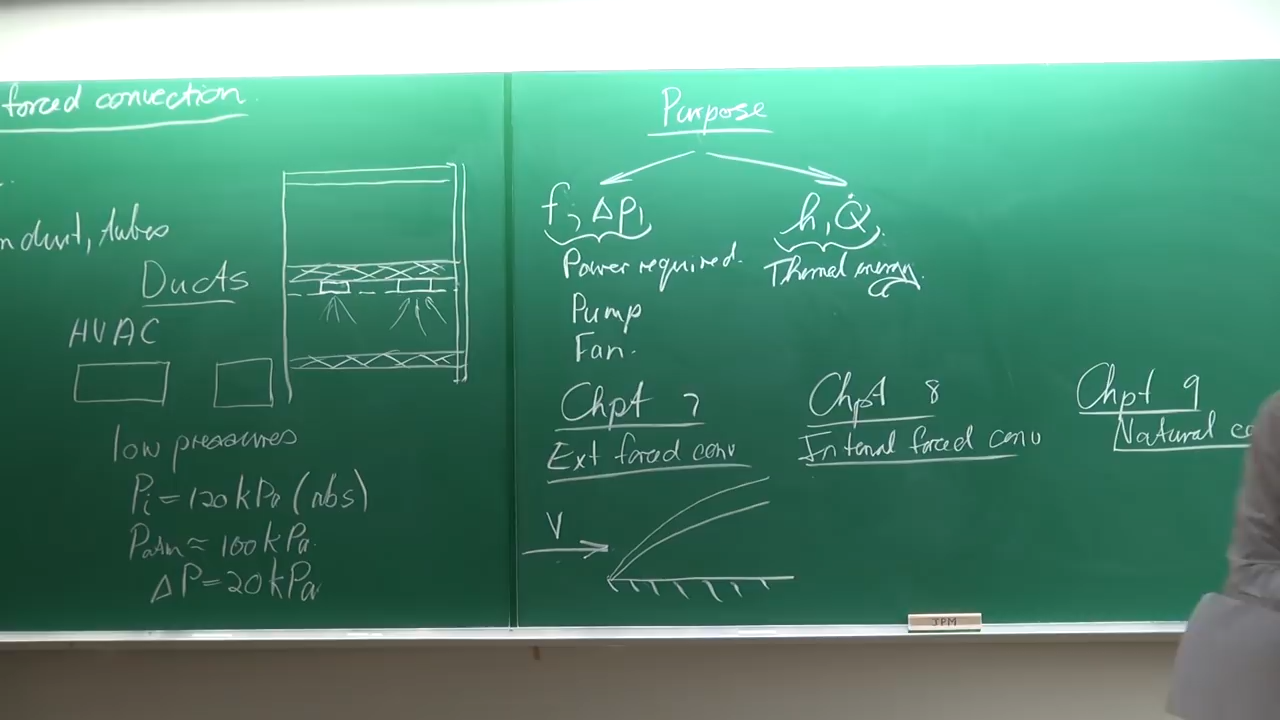 forced convection.
duct, tubes
Ducts
HVAC
low pressures
Pi = 120 kPa (abs)
Patm ≈ 100 kPa.
ΔP = 20 kPa
Purpose
f, ΔP,
h, Q̇.
Power required.
Thermal energy.
Pump
Fan.
Chpt 7
Ext forced conv
Chpt 8
Internal forced conv
Chpt 9
Natural co
V
JPM